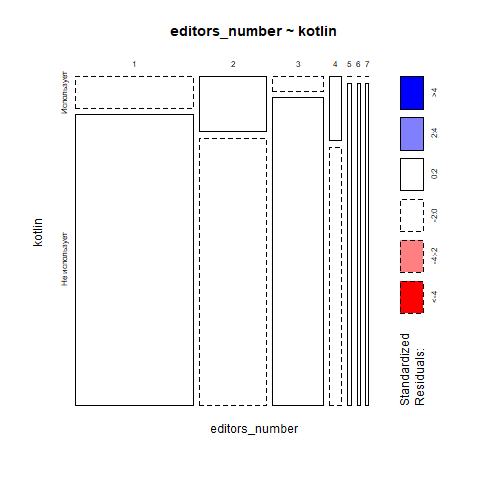 editors_number ~ kotlin
1 2 3 4 5 6 7
Использует
Не использует
kotlin
editors_number
>4
2:4
0:2
-2:0
-4:-2
<-4
Standardized
Residuals: